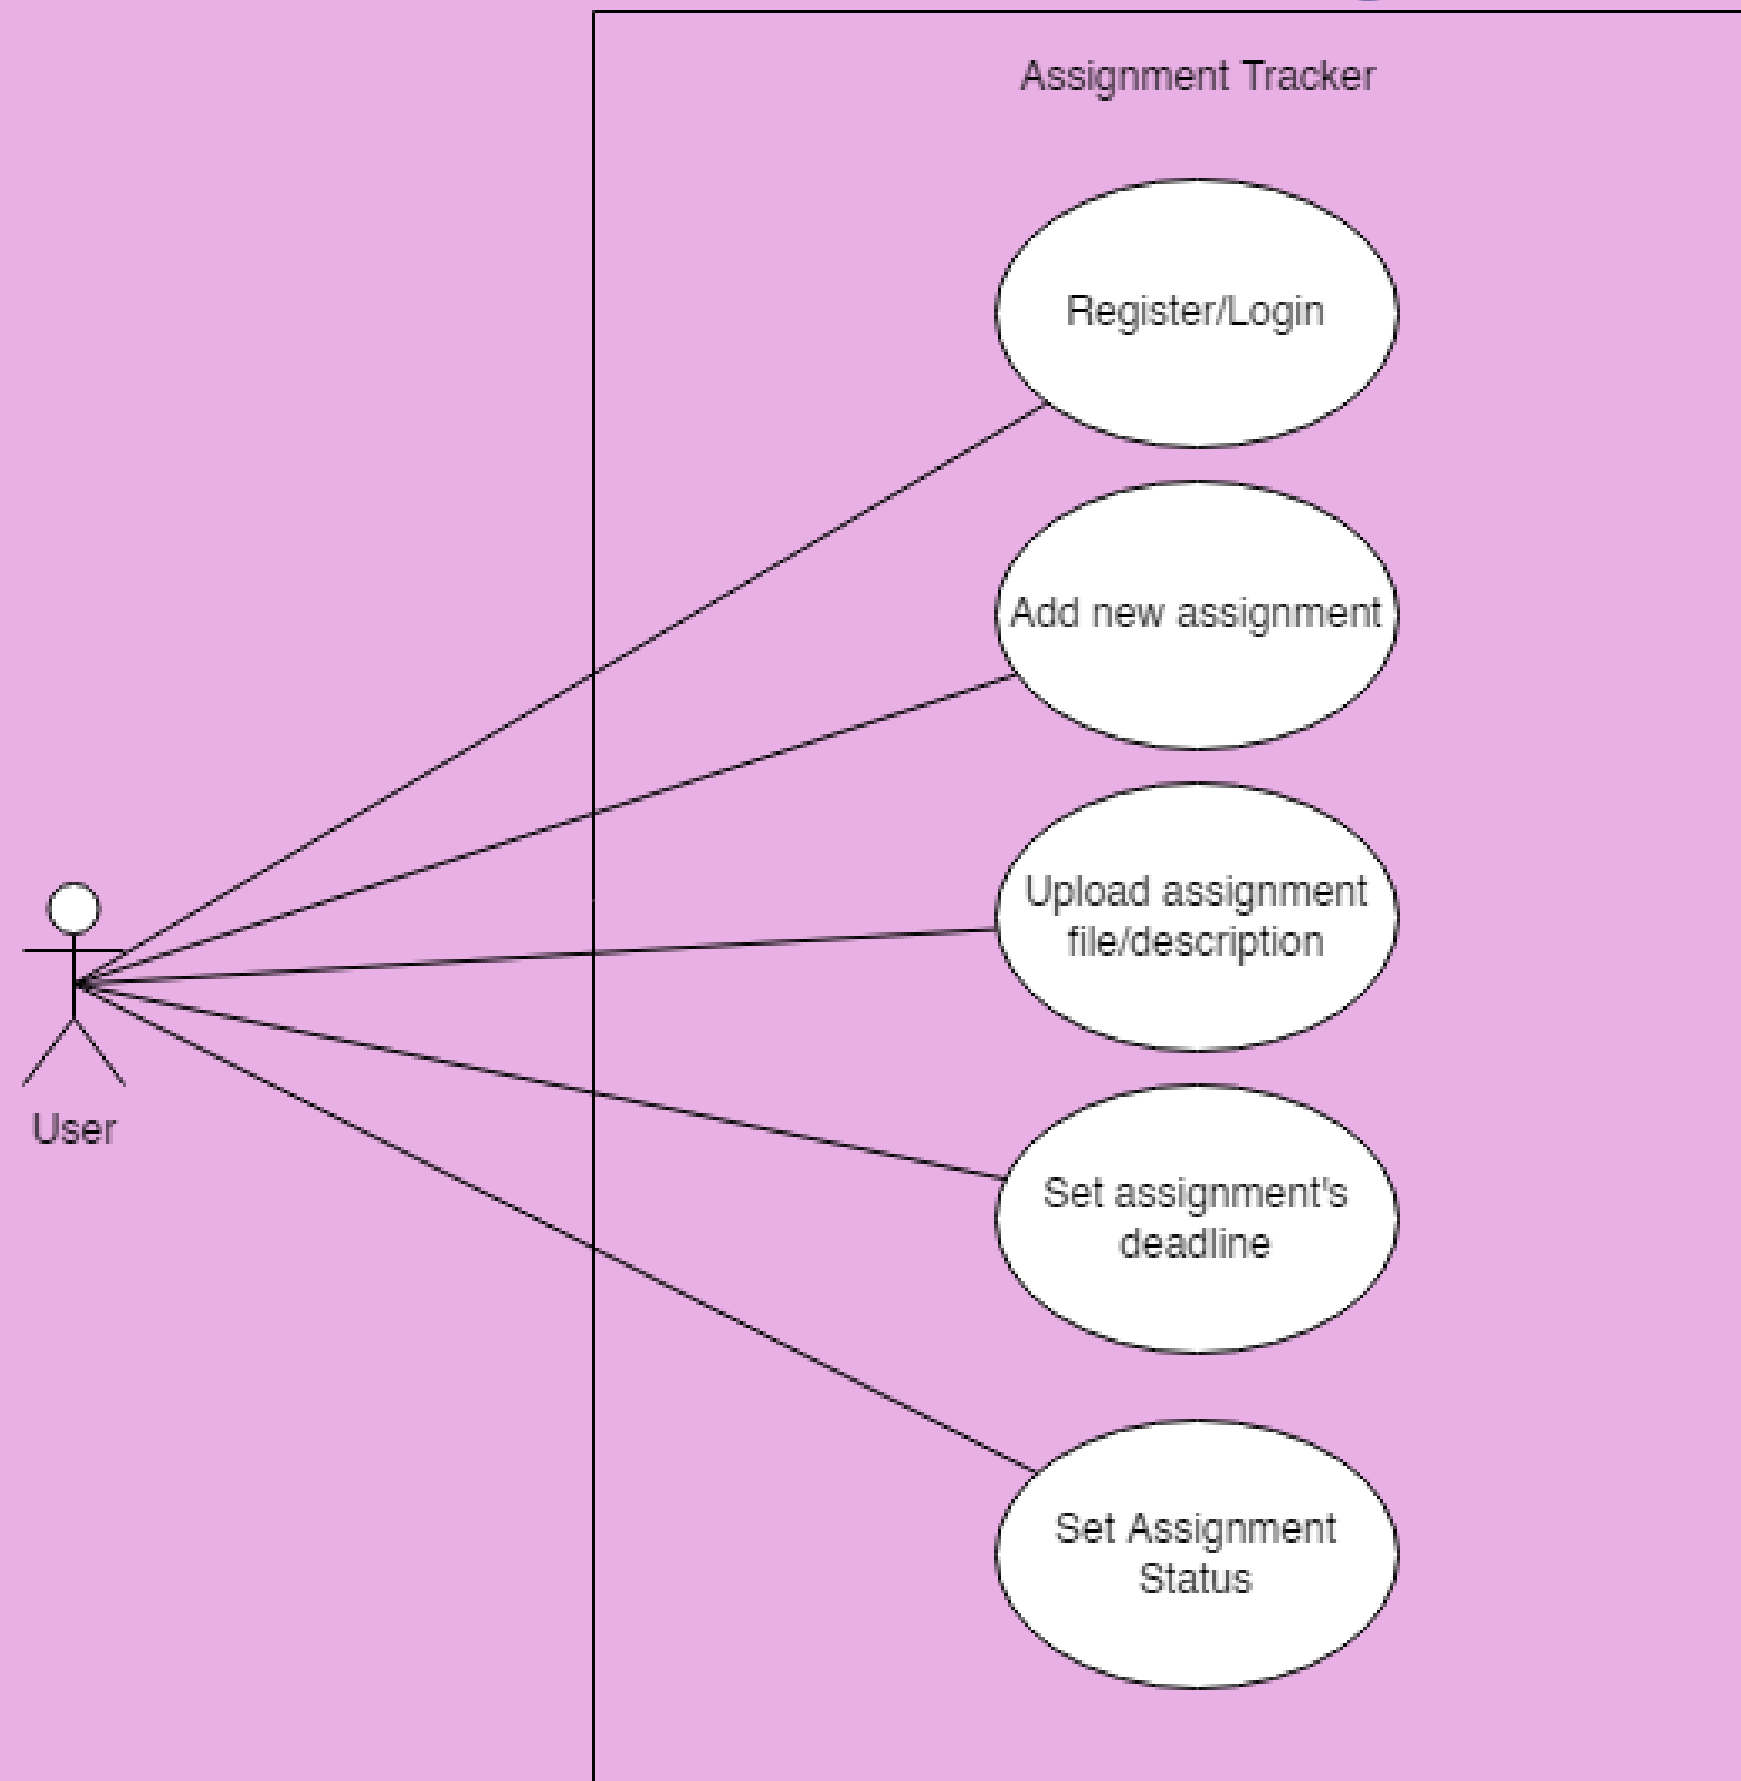 Assignment Tracker
Register/Login
Add new assignment
Upload assignment
file/description
User
Set assignment's
deadline
Set Assignment
Status